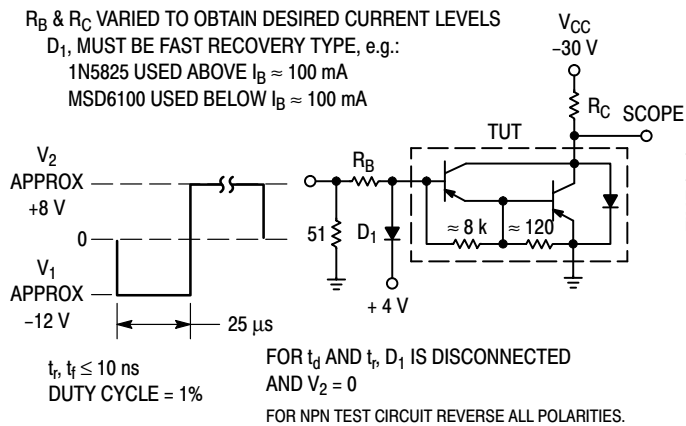 R_B & R_C VARIED TO OBTAIN DESIRED CURRENT LEVELS
D_1, MUST BE FAST RECOVERY TYPE, e.g.:
1N5825 USED ABOVE I_B ≈ 100 mA
MSD6100 USED BELOW I_B ≈ 100 mA
V_CC
−30 V
R_C SCOPE
TUT
R_B
V_2
APPROX
+8 V
0
V_1
APPROX
−12 V
51
D_1
≈ 8 k
≈ 120
+ 4 V
25 μs
t_r, t_f ≤ 10 ns
DUTY CYCLE = 1%
FOR t_d AND t_r, D_1 IS DISCONNECTED
AND V_2 = 0
FOR NPN TEST CIRCUIT REVERSE ALL POLARITIES.